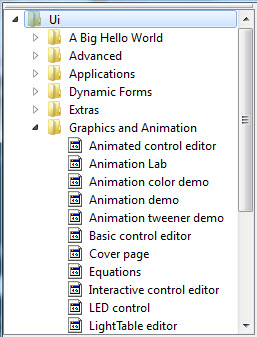 Ui
A Big Hello World
Advanced
Applications
Dynamic Forms
Extras
Graphics and Animation
Animated control editor
Animation Lab
Animation color demo
Animation demo
Animation tweener demo
Basic control editor
Cover page
Equations
Interactive control editor
LED control
LightTable editor